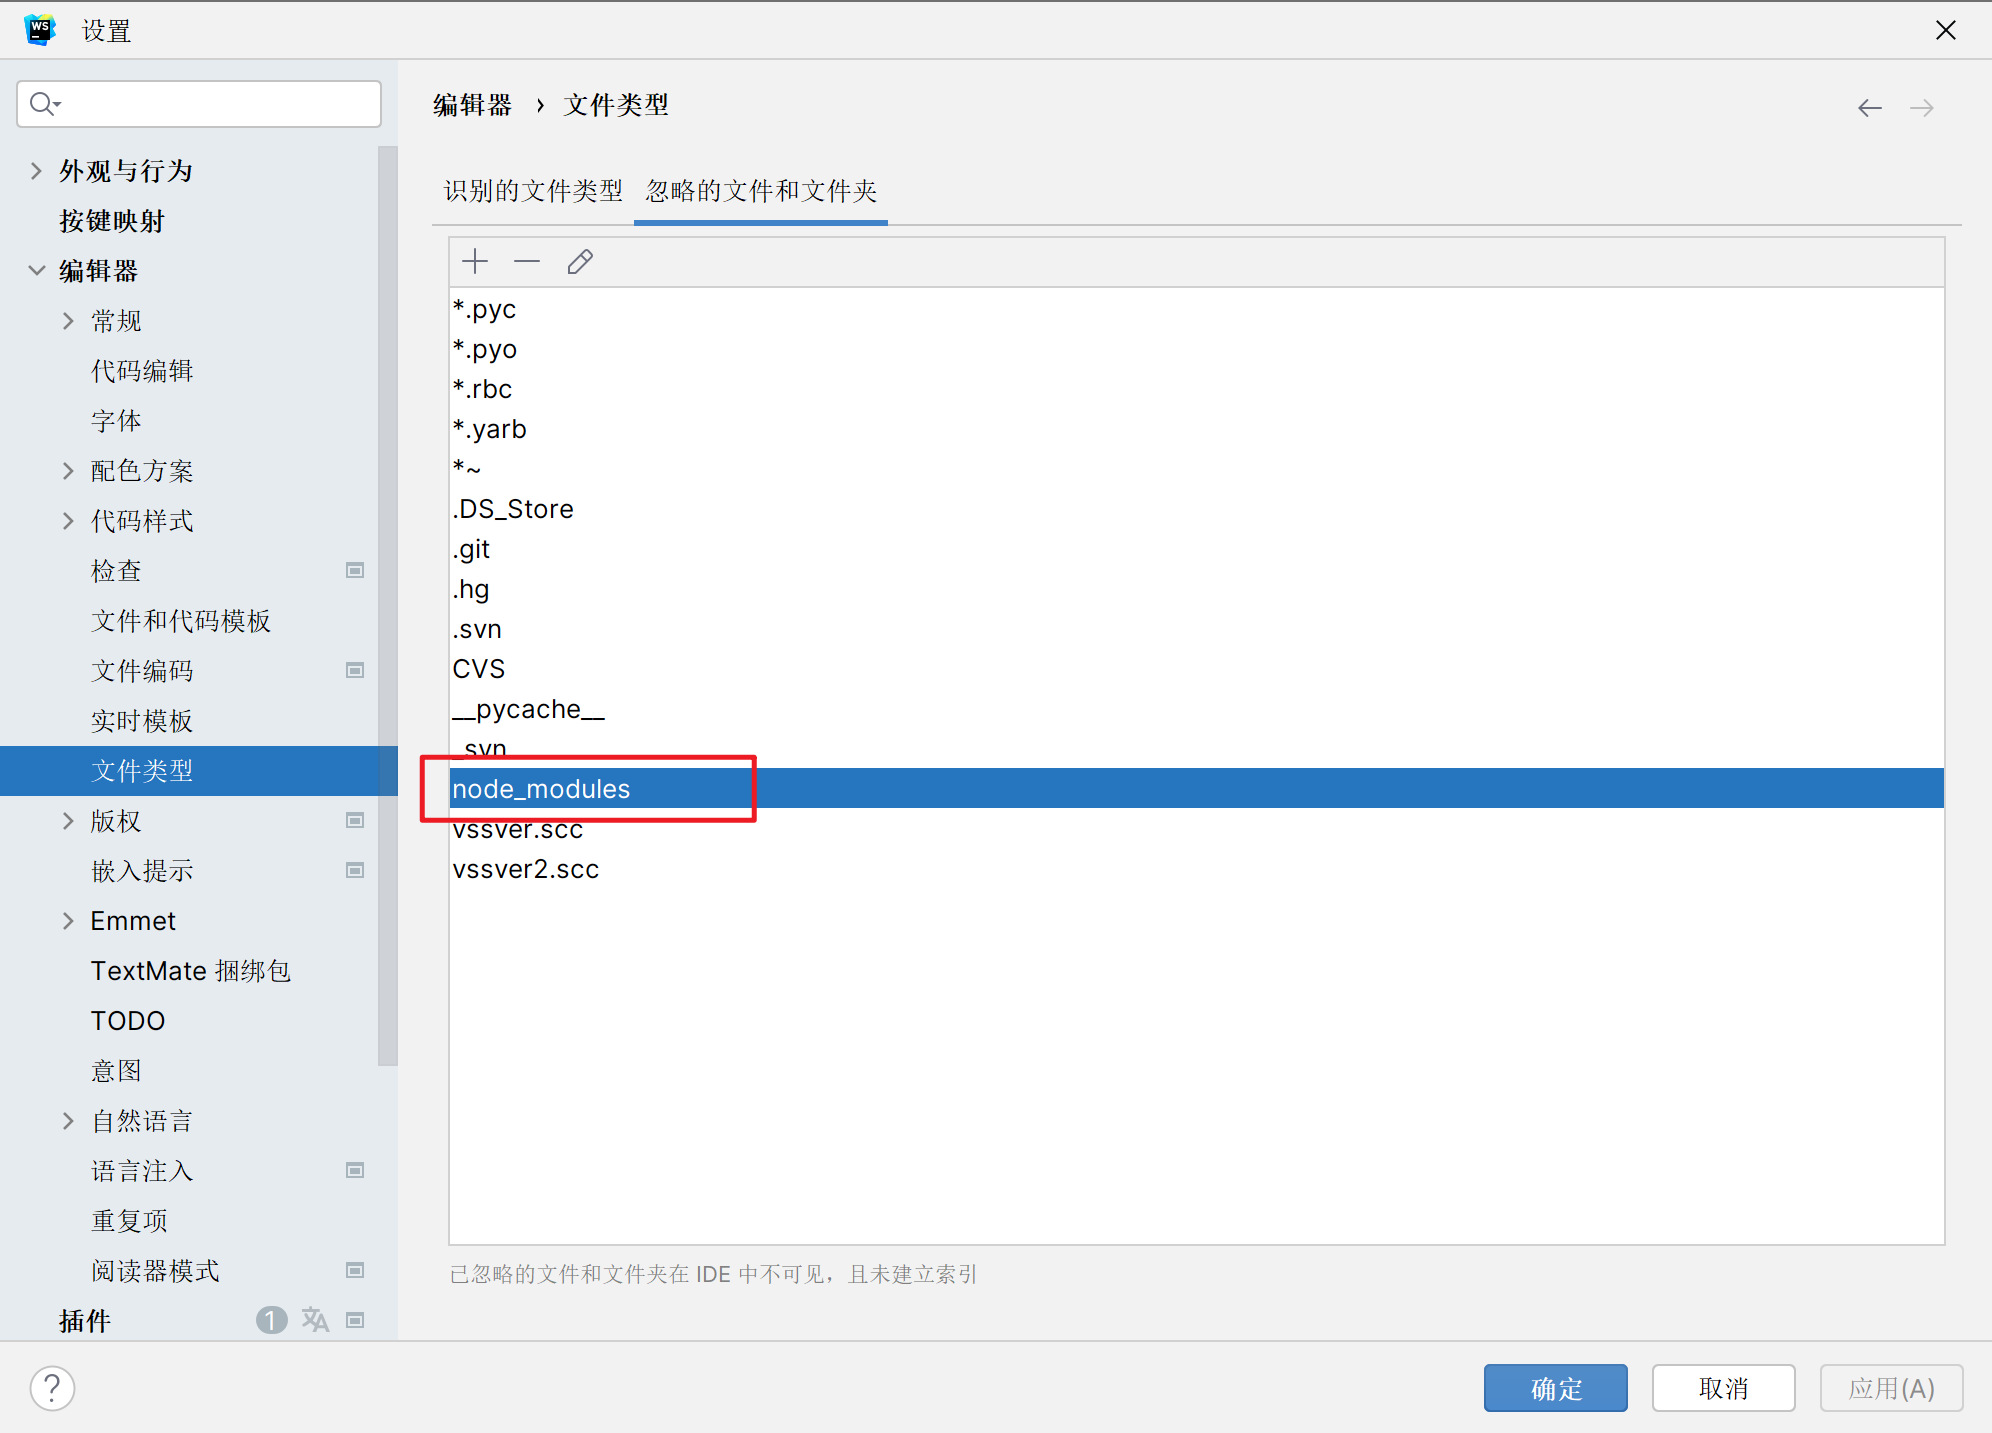 WS
设置
外观与行为
按键映射
编辑器
常规
代码编辑
字体
配色方案
代码样式
检查
文件和代码模板
文件编码
实时模板
文件类型
版权
嵌入提示
Emmet
TextMate 捆绑包
TODO
意图
自然语言
语言注入
重复项
阅读器模式
插件 1
编辑器 › 文件类型
识别的文件类型 忽略的文件和文件夹
*.pyc
*.pyo
*.rbc
*.yarb
*~
.DS_Store
.git
.hg
.svn
CVS
__pycache__
_svn
node_modules
vssver.scc
vssver2.scc
已忽略的文件和文件夹在 IDE 中不可见，且未建立索引
?
确定 取消 应用(A)